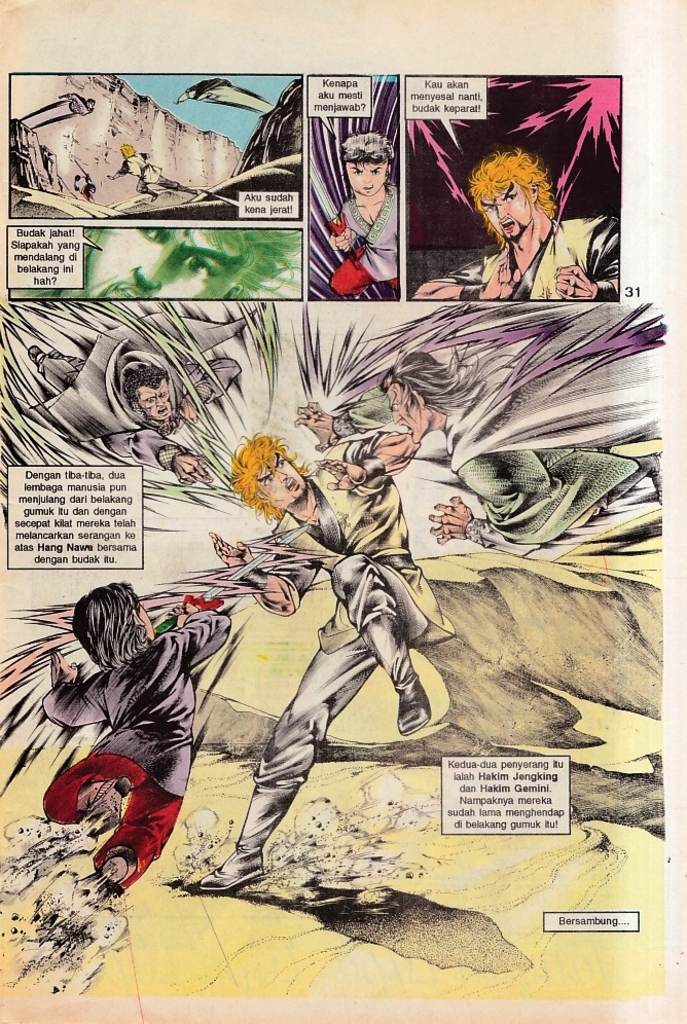 Aku sudah
kena jerat!
Budak jahat!
Siapakah yang
mendalang di
belakang ini
hah?
Kenapa
aku mesti
menjawab?
Kau akan
menyesal nanti,
budak keparat!
31
Dengan tiba-tiba, dua
lembaga manusia pun
menjulang dari belakang
gumuk itu dan dengan
secepat kilat mereka telah
melancarkan serangan ke
atas Hang Nawa bersama
dengan budak itu.
Kedua-dua penyerang itu
ialah Hakim Jengking
dan Hakim Gemini.
Nampaknya mereka
sudah lama menghendap
di belakang gumuk itu!
Bersambung....